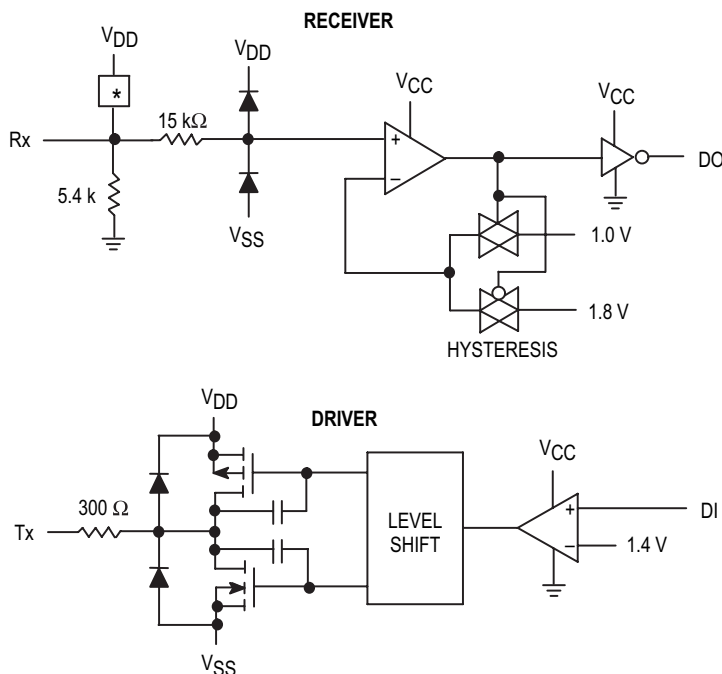 RECEIVER
VDD
*
Rx
15 kΩ
5.4 k
VDD
VSS
VCC
+
−
VCC
DO
1.0 V
1.8 V
HYSTERESIS
DRIVER
VDD
300 Ω
Tx
VSS
LEVEL
SHIFT
VCC
+
−
DI
1.4 V